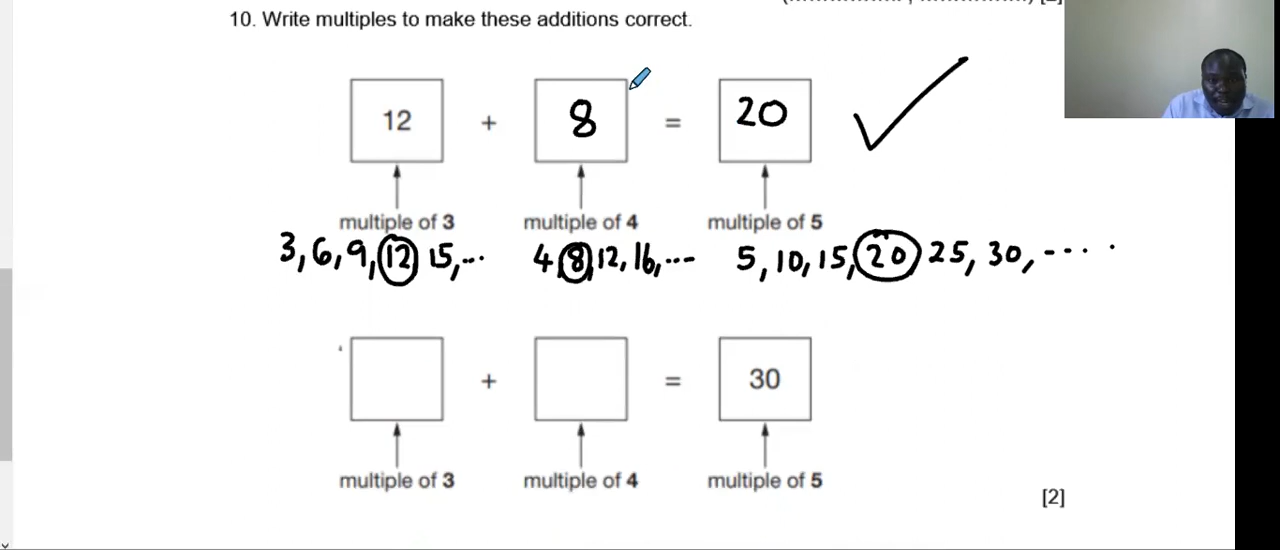 10. Write multiples to make these additions correct.
12 + 8 = 20
multiple of 3 multiple of 4 multiple of 5
3, 6, 9, 12 15, ... 4 8, 12, 16, ... 5, 10, 15, 20 25, 30, ....
+ = 30
multiple of 3 multiple of 4 multiple of 5
[2]